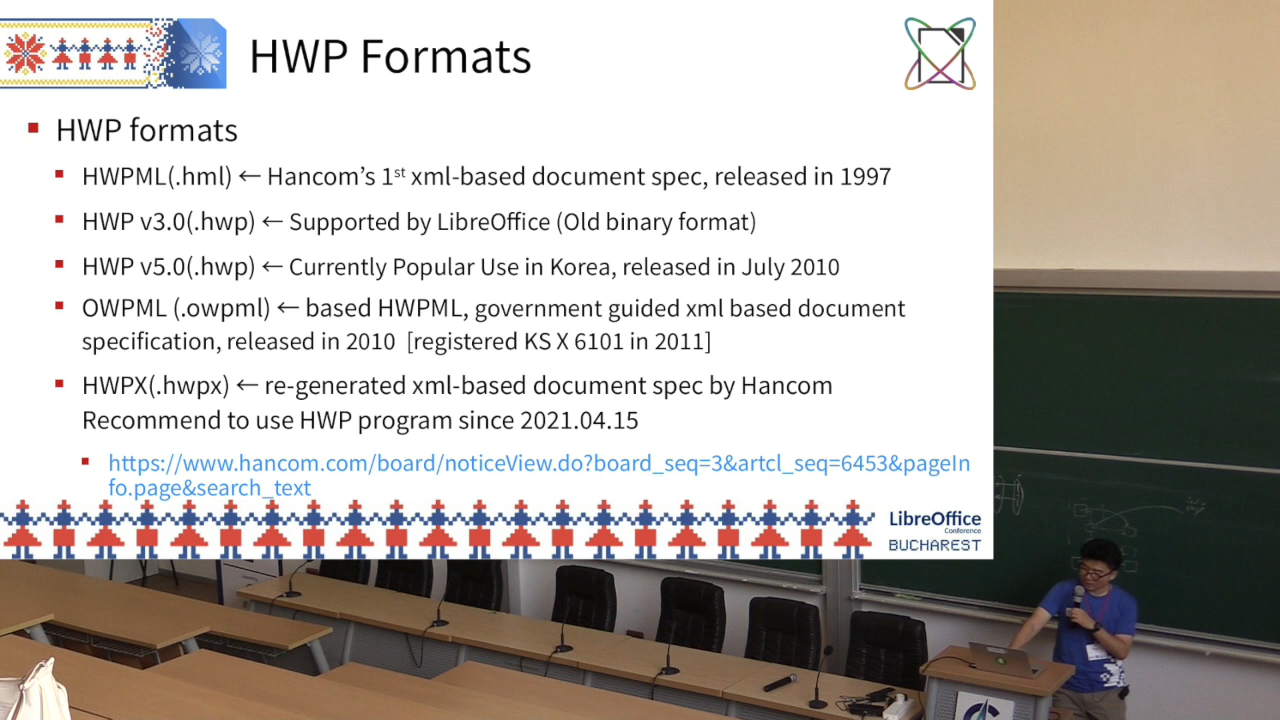 HWP Formats
HWP formats
HWPML(.hml) ← Hancom's 1st xml-based document spec, released in 1997
HWP v3.0(.hwp) ← Supported by LibreOffice (Old binary format)
HWP v5.0(.hwp) ← Currently Popular Use in Korea, released in July 2010
OWPML (.owpml) ← based HWPML, government guided xml based document
specification, released in 2010 [registered KS X 6101 in 2011]
HWPX(.hwpx) ← re-generated xml-based document spec by Hancom
Recommend to use HWP program since 2021.04.15
https://www.hancom.com/board/noticeView.do?board_seq=3&artcl_seq=6453&pageIn
fo.page&search_text
LibreOffice
Conference
BUCHAREST